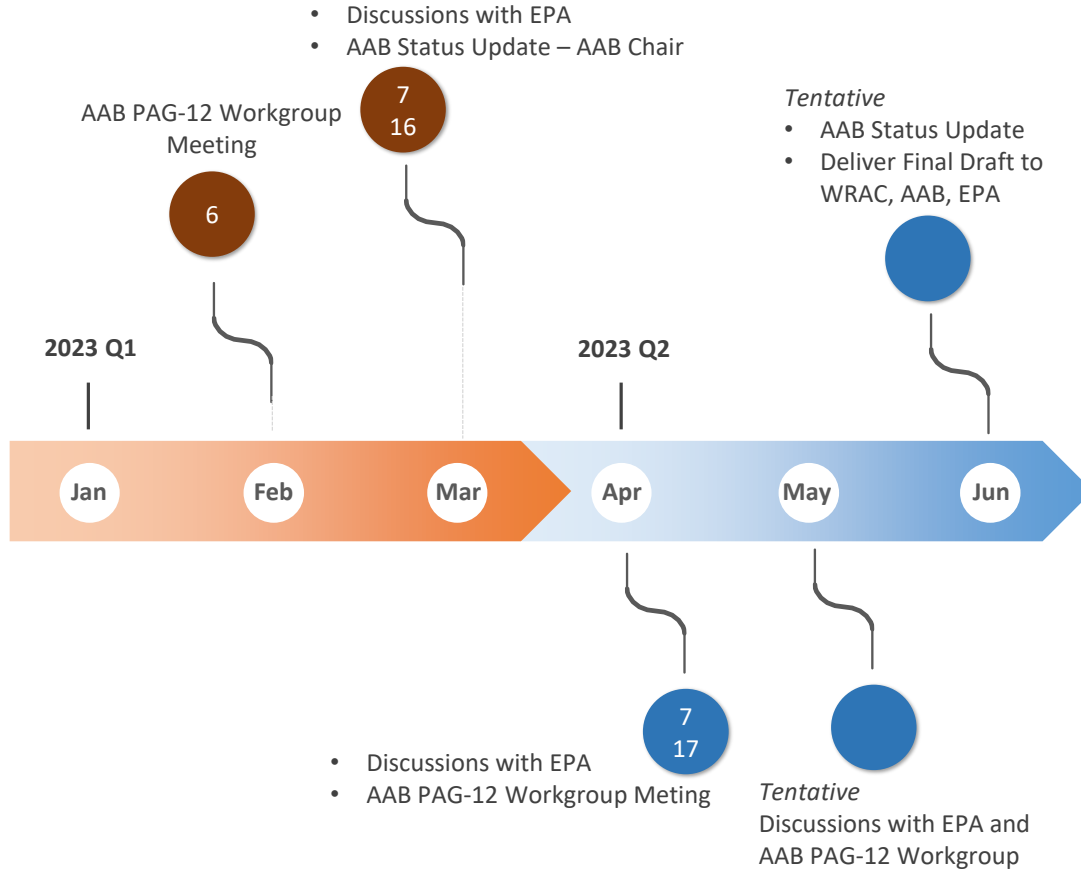 • Discussions with EPA
• AAB Status Update – AAB Chair
7
16
AAB PAG-12 Workgroup
Meeting
6
Tentative
• AAB Status Update
• Deliver Final Draft to
WRAC, AAB, EPA
2023 Q1
2023 Q2
Jan
Feb
Mar
Apr
May
Jun
7
17
• Discussions with EPA
• AAB PAG-12 Workgroup Meting
Tentative
Discussions with EPA and
AAB PAG-12 Workgroup